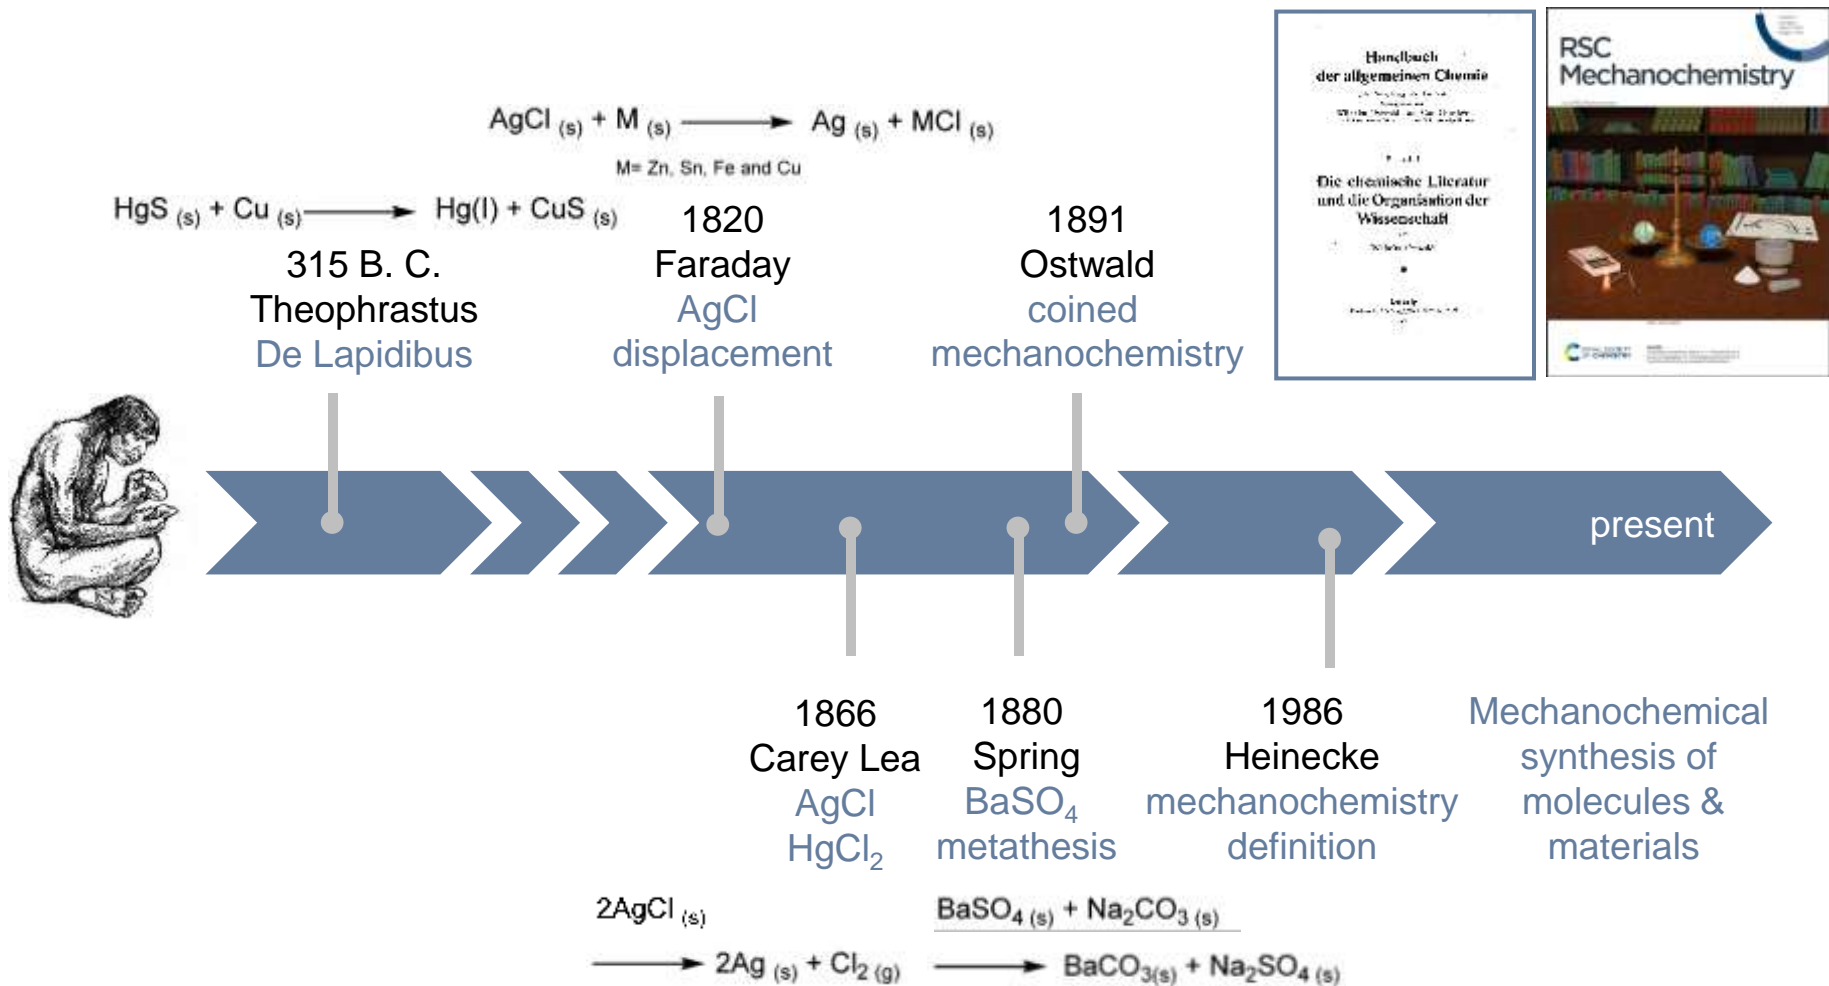 Handbuch
der allgemeinen Chemie
Die chemische Literatur
und die Organisation der
Wissenschaft
RSC
Mechanochemistry
AgCl (s) + M (s) ⟶ Ag (s) + MCl (s)
M= Zn, Sn, Fe and Cu
HgS (s) + Cu (s) ⟶ Hg(l) + CuS (s)
315 B. C.
Theophrastus
De Lapidibus
1820
Faraday
AgCl
displacement
1891
Ostwald
coined
mechanochemistry
present
1866
Carey Lea
AgCl
HgCl₂
1880
Spring
BaSO₄
metathesis
1986
Heinecke
mechanochemistry
definition
Mechanochemical
synthesis of
molecules &
materials
2AgCl (s)
⟶ 2Ag (s) + Cl₂ (g)
BaSO₄ (s) + Na₂CO₃ (s)
⟶ BaCO₃(s) + Na₂SO₄ (s)